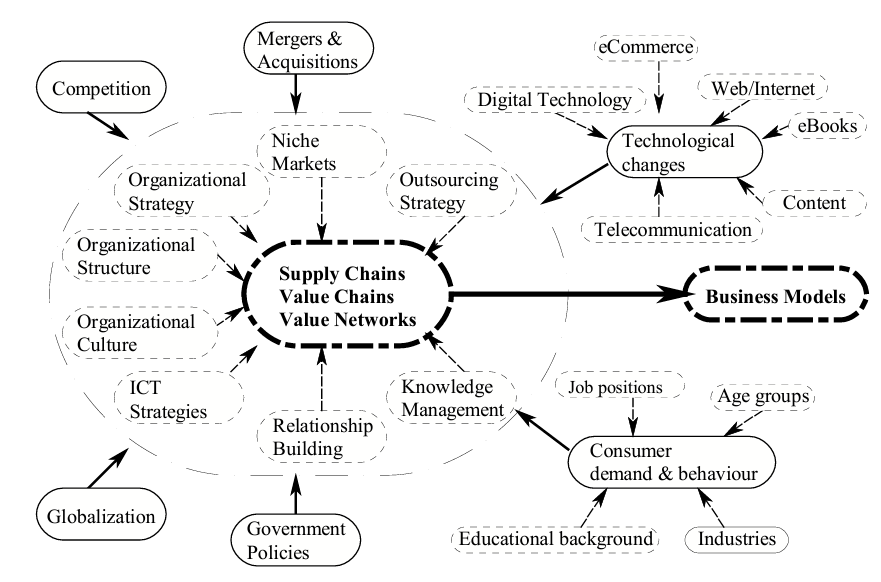 Mergers &
Acquisitions
Competition
eCommerce
Digital Technology
Web/Internet
eBooks
Technological
changes
Content
Telecommunication
Niche
Markets
Organizational
Strategy
Outsourcing
Strategy
Organizational
Structure
Supply Chains
Value Chains
Value Networks
Business Models
Organizational
Culture
ICT
Strategies
Relationship
Building
Knowledge
Management
Job positions
Age groups
Consumer
demand & behaviour
Educational background
Industries
Globalization
Government
Policies